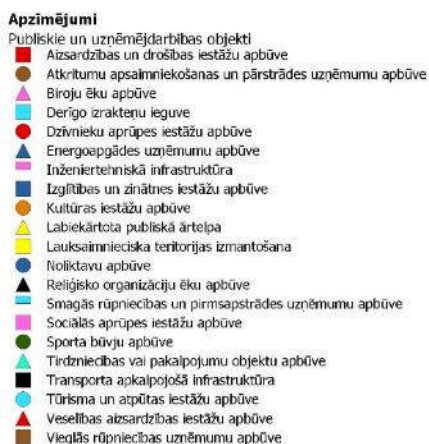 Apzīmējumi
Publiskie un uzņēmējdarbības objekti
Aizsardzības un drošības iestāžu apbūve
Atkritumu apsaimniekošanas un pārstrādes uzņēmumu apbūve
Biroju ēku apbūve
Derīgo izrakteņu ieguve
Dzīvnieku aprūpes iestāžu apbūve
Energoapgādes uzņēmumu apbūve
Inženiertehniskā infrastruktūra
Izglītības un zinātnes iestāžu apbūve
Kultūras iestāžu apbūve
Labiekārtota publiskā ārtelpa
Lauksaimnieciska teritorijas izmantošana
Noliktavu apbūve
Reliģisko organizāciju ēku apbūve
Smagās rūpniecības un pirmapstrādes uzņēmumu apbūve
Sociālās aprūpes iestāžu apbūve
Sporta būvju apbūve
Tirdzniecības vai pakalpojumu objektu apbūve
Transporta apkalpojošā infrastruktūra
Tūrisma un atpūtas iestāžu apbūve
Veselības aizsardzības iestāžu apbūve
Vieglās rūpniecības uzņēmumu apbūve